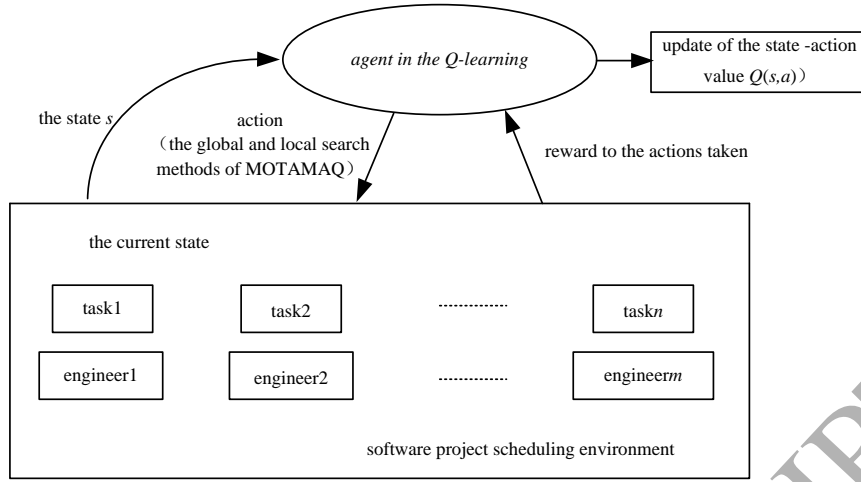 agent in the Q-learning
update of the state -action
value Q(s,a)）
the state s
action
（the global and local search
methods of MOTAMAQ）
reward to the actions taken
the current state
task1
task2
taskn
engineer1
engineer2
engineerm
software project scheduling environment